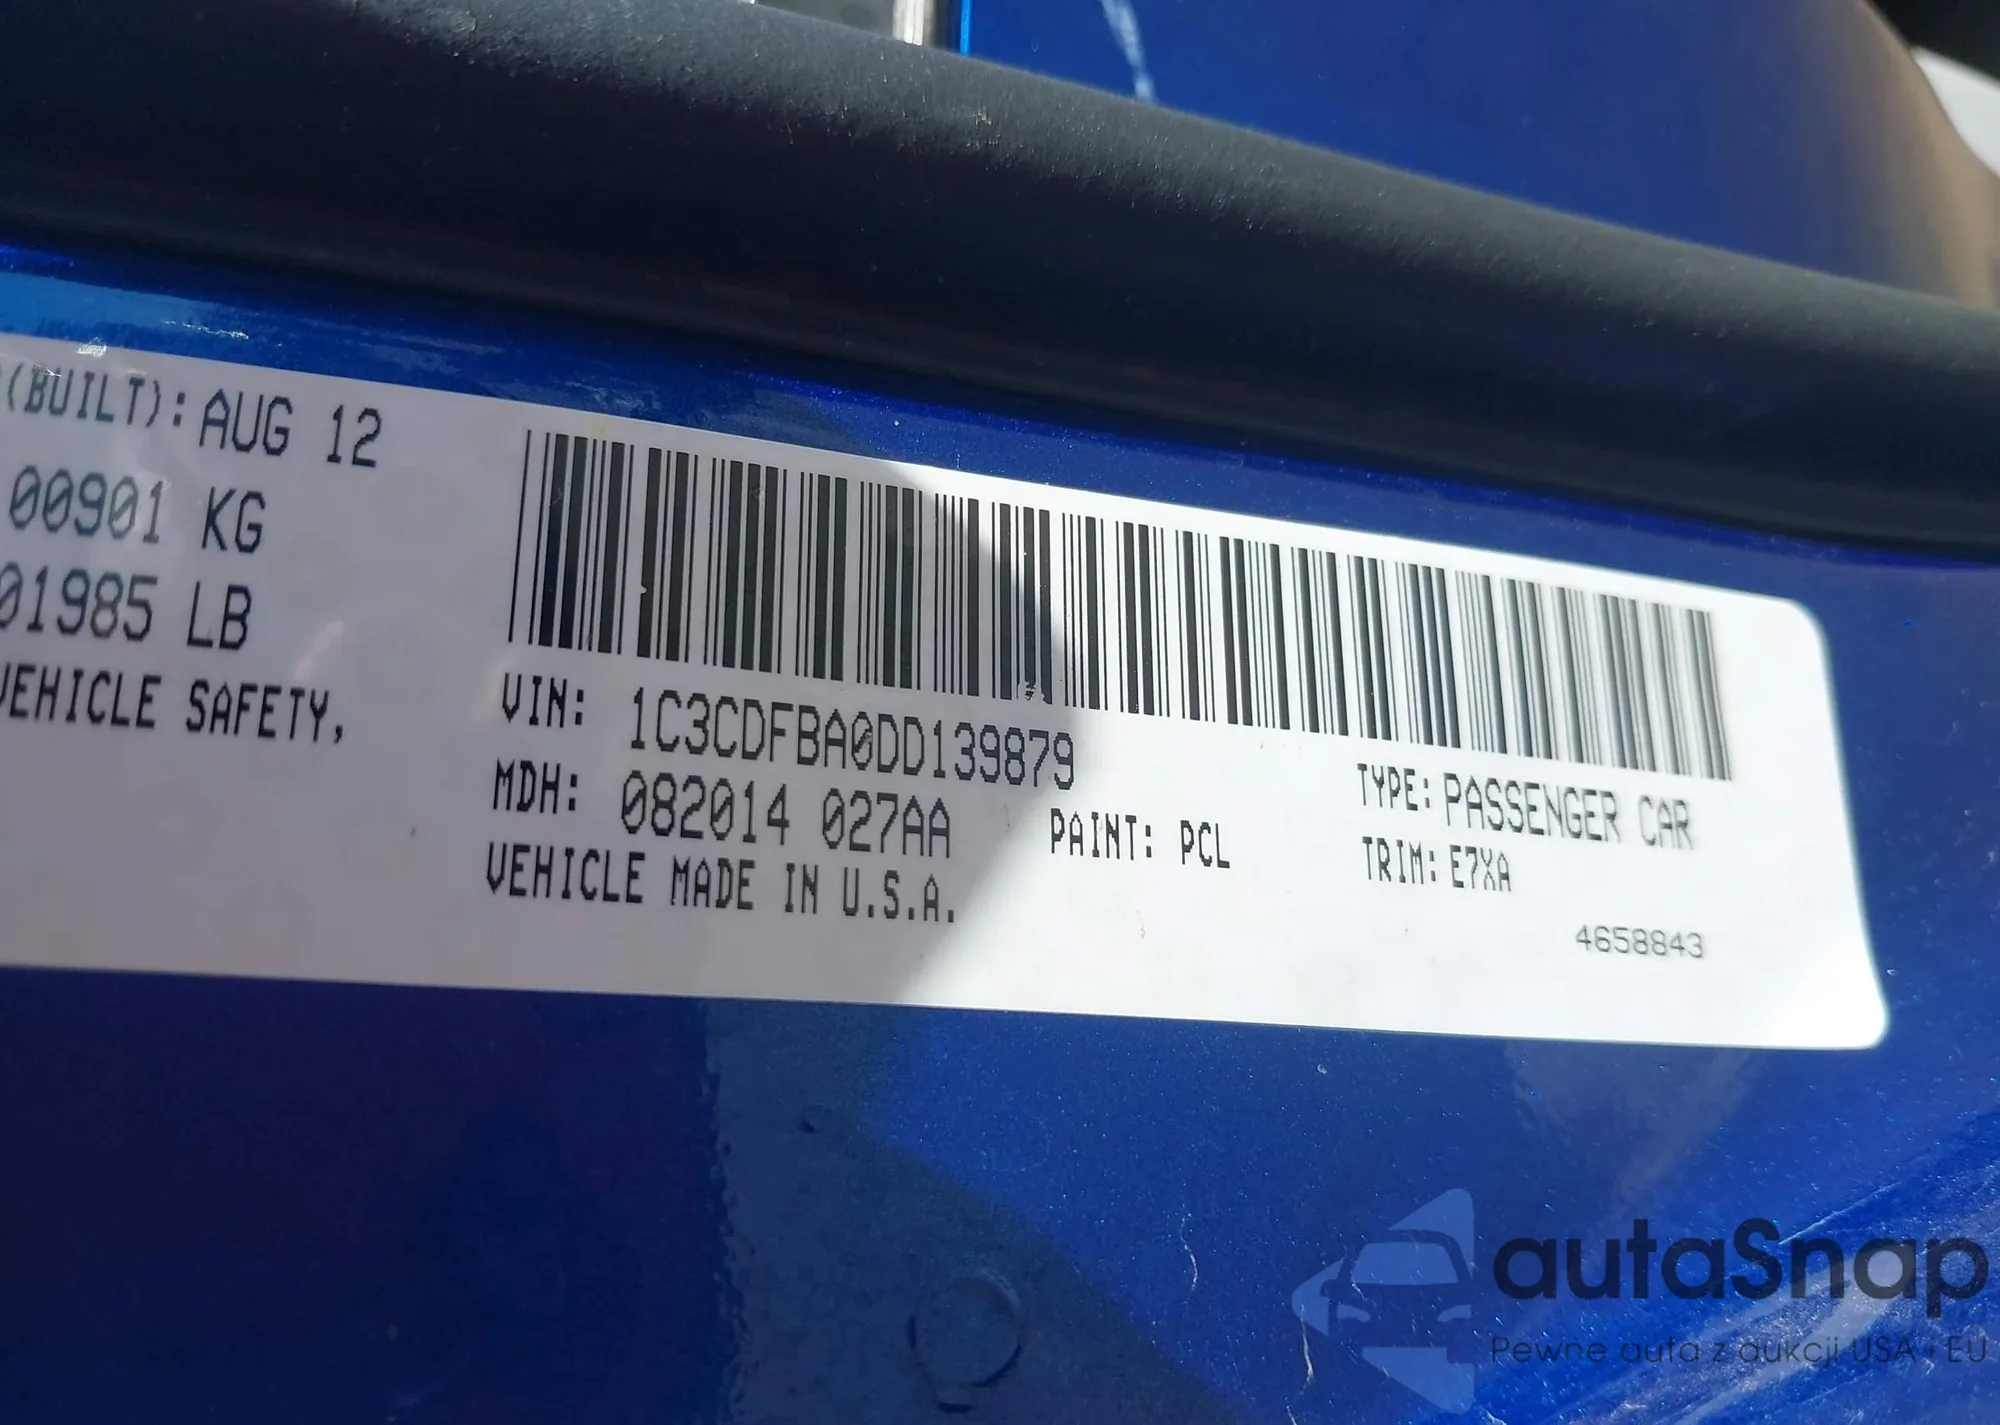 (BUILT): AUG 12
00901 KG
01985 LB
VEHICLE SAFETY,
VIN: 1C3CDFBA0DD139879
MDH: 082014 027AA
PAINT: PCL
VEHICLE MADE IN U.S.A.
TYPE: PASSENGER CAR
TRIM: E7XA
4658843
autaSnap
Pewne auta z aukcji USA i EU